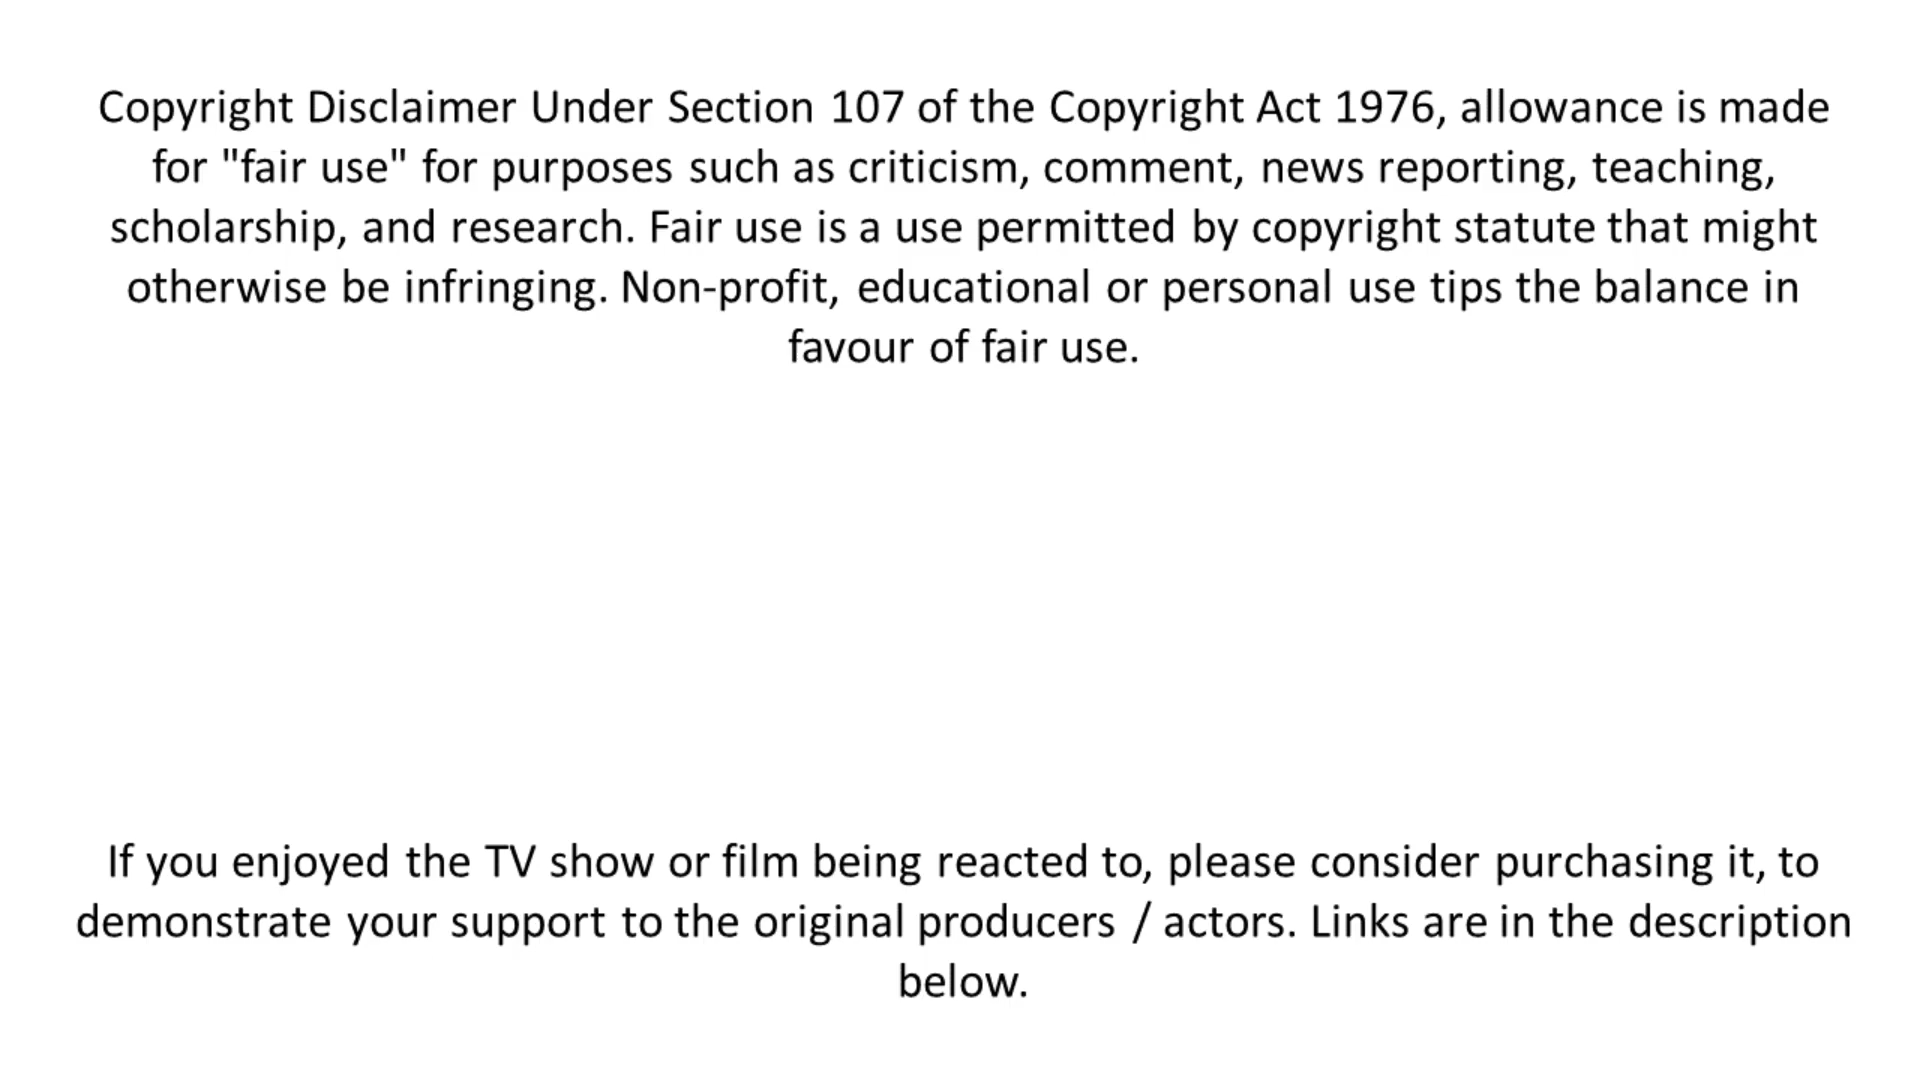 Copyright Disclaimer Under Section 107 of the Copyright Act 1976, allowance is made
for "fair use" for purposes such as criticism, comment, news reporting, teaching,
scholarship, and research. Fair use is a use permitted by copyright statute that might
otherwise be infringing. Non-profit, educational or personal use tips the balance in
favour of fair use.
If you enjoyed the TV show or film being reacted to, please consider purchasing it, to
demonstrate your support to the original producers / actors. Links are in the description
below.